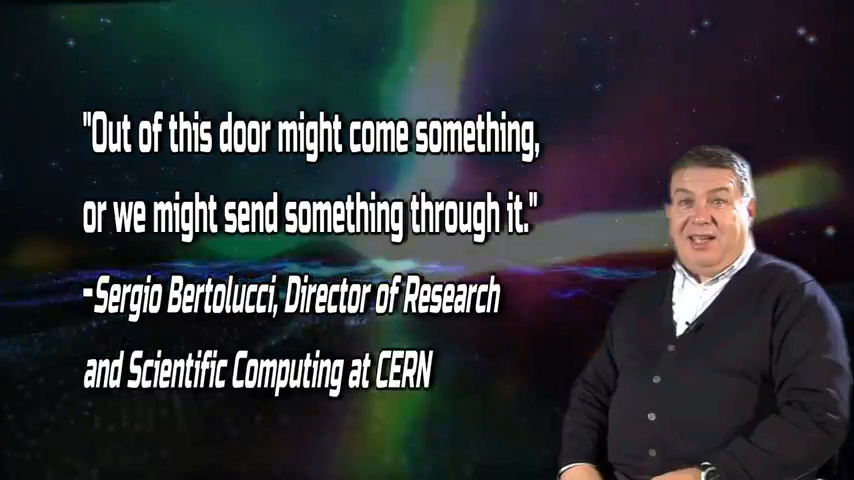 "Out of this door might come something,
or we might send something through it."
-Sergio Bertolucci, Director of Research
and Scientific Computing at CERN